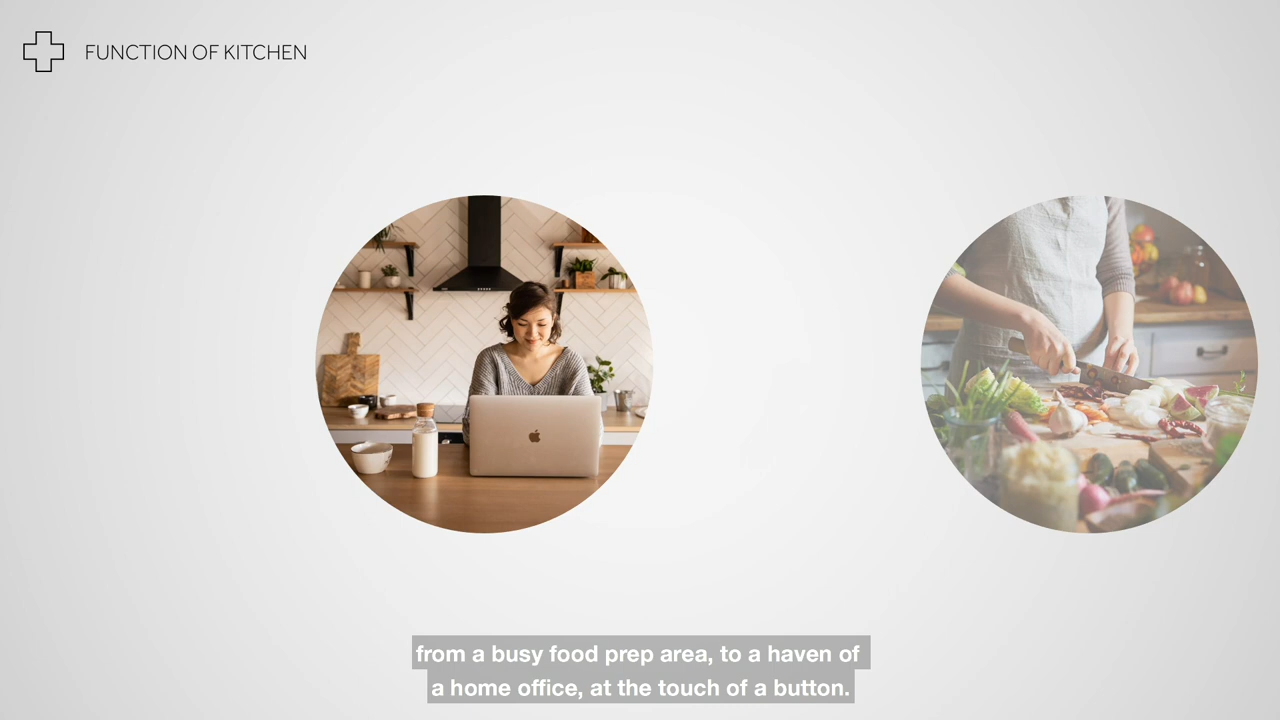 FUNCTION OF KITCHEN
from a busy food prep area, to a haven of
a home office, at the touch of a button.